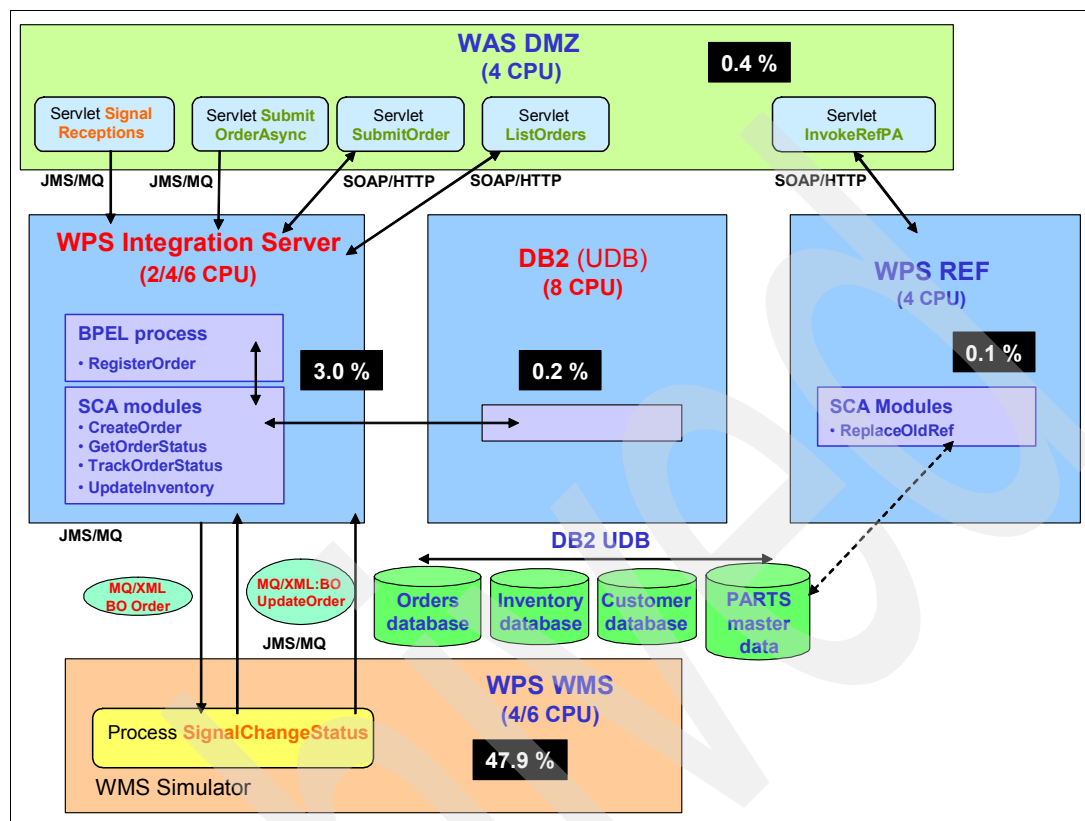 WAS DMZ
(4 CPU)
0.4 %
Servlet Signal
Receptions
Servlet Submit
OrderAsync
Servlet
SubmitOrder
Servlet
ListOrders
Servlet
InvokeRefPA
JMS/MQ
JMS/MQ
SOAP/HTTP
SOAP/HTTP
SOAP/HTTP
WPS Integration Server
(2/4/6 CPU)
BPEL process
• RegisterOrder
SCA modules
• CreateOrder
• GetOrderStatus
• TrackOrderStatus
• UpdateInventory
3.0 %
DB2 (UDB)
(8 CPU)
0.2 %
WPS REF
(4 CPU)
0.1 %
SCA Modules
• ReplaceOldRef
JMS/MQ
MQ/XML
BO Order
MQ/XML:BO
UpdateOrder
JMS/MQ
DB2 UDB
Orders
database
Inventory
database
Customer
database
PARTS
master
data
WPS WMS
(4/6 CPU)
47.9 %
Process SignalChangeStatus
WMS Simulator